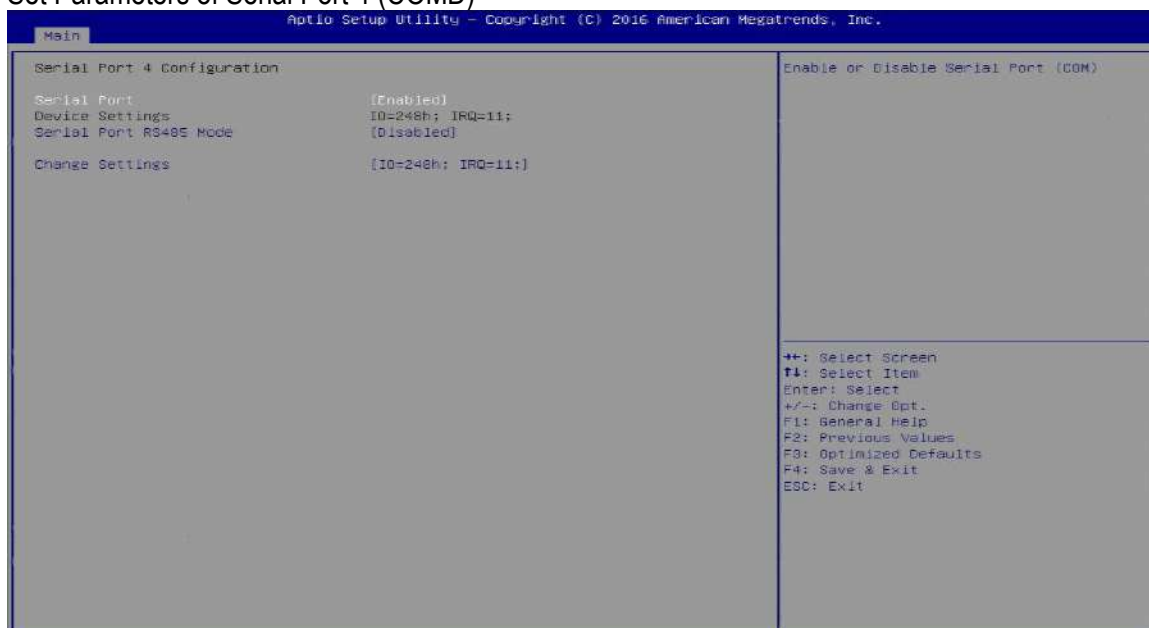 Set Parameters of Serial Port 4 (COMD)
Aptio Setup Utility – Copyright (C) 2016 American Megatrends, Inc.
Main
Serial Port 4 Configuration
Serial Port [Enabled]
Device Settings IO=248h; IRQ=11;
Serial Port RS485 Mode [Disabled]
Change Settings [IO=248h; IRQ=11;]
Enable or Disable Serial Port (COM)
→←: Select Screen
↑↓: Select Item
Enter: Select
+/-: Change Opt.
F1: General Help
F2: Previous Values
F3: Optimized Defaults
F4: Save & Exit
ESC: Exit